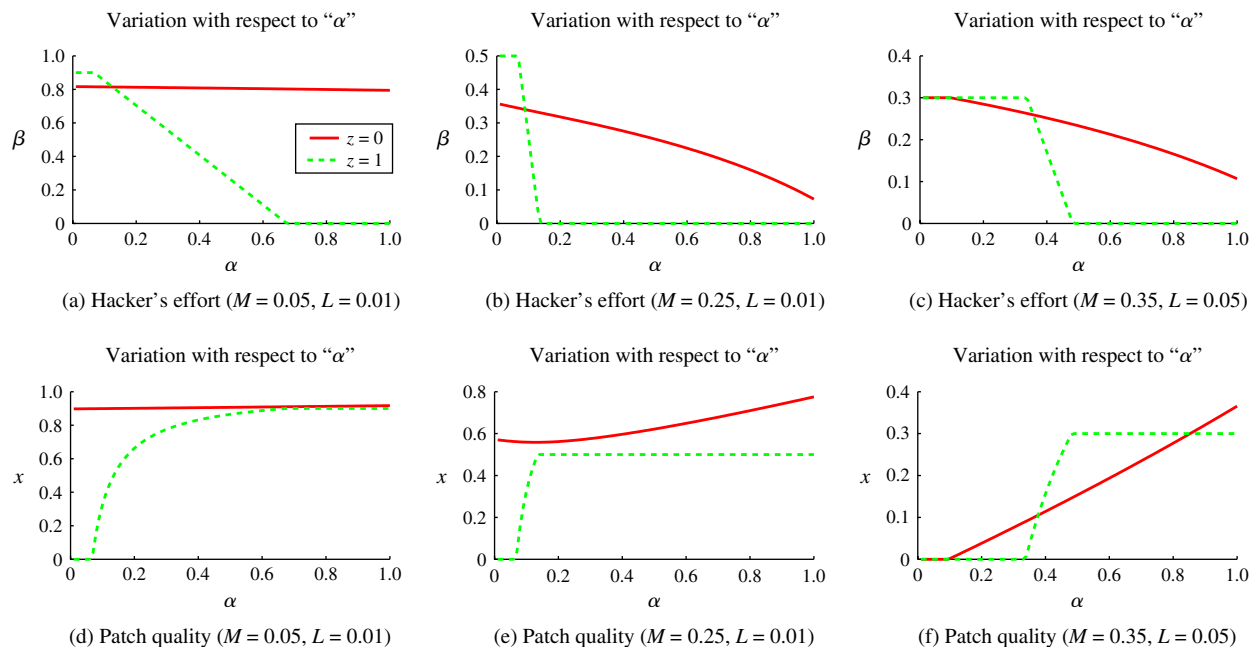 Variation with respect to “α”
1.0
0.8
0.6
β
0.4
0.2
0
0
0.2
0.4
0.6
0.8
1.0
α
z = 0
z = 1
(a) Hacker’s effort (M = 0.05, L = 0.01)
Variation with respect to “α”
0.5
0.4
0.3
β
0.2
0.1
0
0
0.2
0.4
0.6
0.8
1.0
α
(b) Hacker’s effort (M = 0.25, L = 0.01)
Variation with respect to “α”
0.4
0.3
0.2
β
0.1
0
0
0.2
0.4
0.6
0.8
1.0
α
(c) Hacker’s effort (M = 0.35, L = 0.05)
Variation with respect to “α”
1.0
0.8
0.6
x
0.4
0.2
0
0
0.2
0.4
0.6
0.8
1.0
α
(d) Patch quality (M = 0.05, L = 0.01)
Variation with respect to “α”
0.8
0.6
x
0.4
0.2
0
0
0.2
0.4
0.6
0.8
1.0
α
(e) Patch quality (M = 0.25, L = 0.01)
Variation with respect to “α”
0.4
0.3
x
0.2
0.1
0
0
0.2
0.4
0.6
0.8
1.0
α
(f) Patch quality (M = 0.35, L = 0.05)